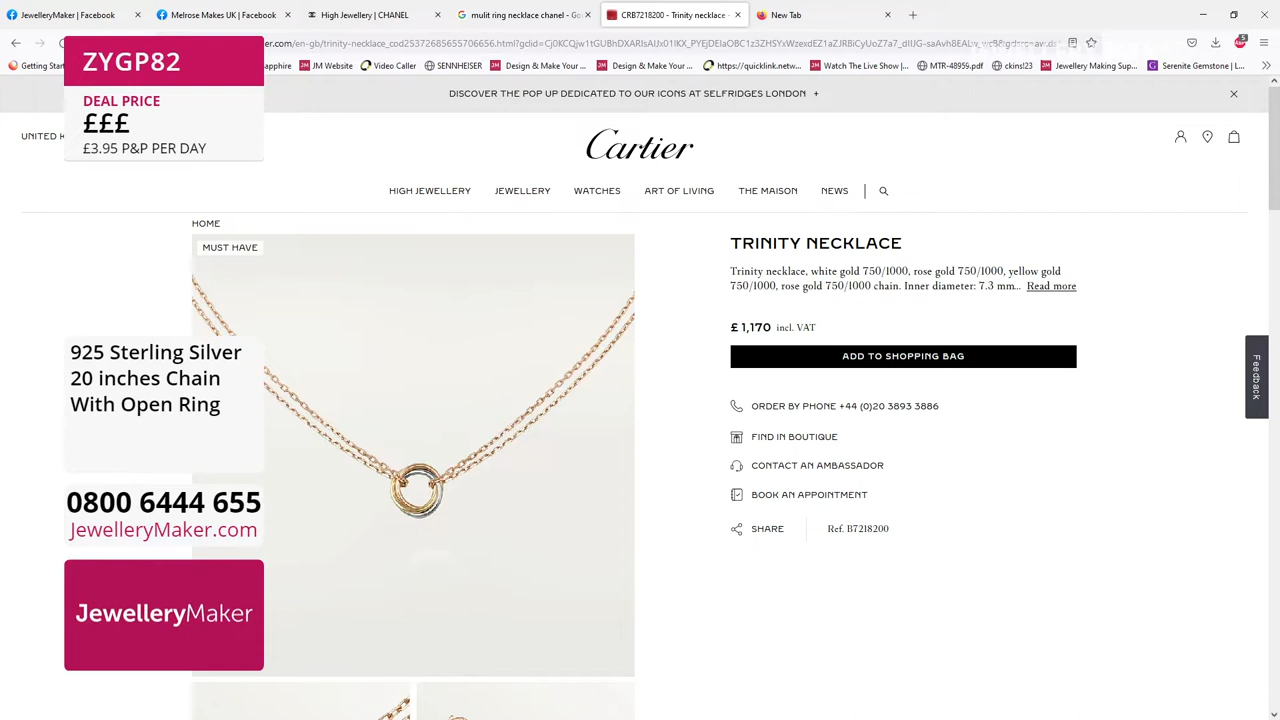 Facebook
Melrose MJ UK | Facebook
High Jewellery | CHANEL
mulit ring necklace chanel - Go
CRB7218200 - Trinity necklace -
New Tab
Getting Star
sapphire
JM Website
Video Caller
SENNHEISER
Design & Make Your ...
Design & Make Your ...
https://quicklink.netw...
Watch The Live Show |...
MTR-48959.pdf
ckins!23
Jewellery Making Sup...
Serenite Gemstone | L...
ZYGP82
DEAL PRICE
£££
£3.95 P&P PER DAY
DISCOVER THE POP UP DEDICATED TO OUR ICONS AT SELFRIDGES LONDON +
UNITED K
Cartier
HIGH JEWELLERY JEWELLERY WATCHES ART OF LIVING THE MAISON NEWS
HOME
MUST HAVE
TRINITY NECKLACE
Trinity necklace, white gold 750/1000, rose gold 750/1000, yellow gold
750/1000, rose gold 750/1000 chain. Inner diameter: 7.3 mm... Read more
£ 1,170 incl. VAT
ADD TO SHOPPING BAG
ORDER BY PHONE +44 (0)20 3893 3886
FIND IN BOUTIQUE
CONTACT AN AMBASSADOR
BOOK AN APPOINTMENT
SHARE Ref. B7218200
Feedback
925 Sterling Silver
20 inches Chain
With Open Ring
0800 6444 655
JewelleryMaker.com
JewelleryMaker